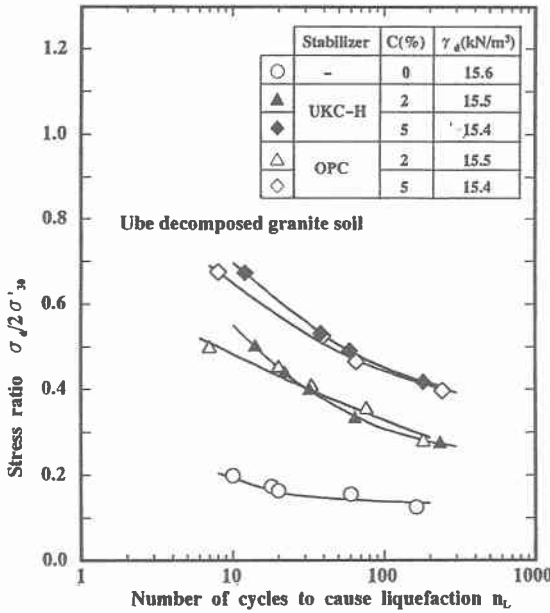 Stabilizer C(%) γd(kN/m³)
- 0 15.6
UKC-H 2 15.5
5 15.4
OPC 2 15.5
5 15.4
Ube decomposed granite soil
Stress ratio σd/2σ'30
1.2
1.0
0.8
0.6
0.4
0.2
0.0
1 10 100 1000
Number of cycles to cause liquefaction nL